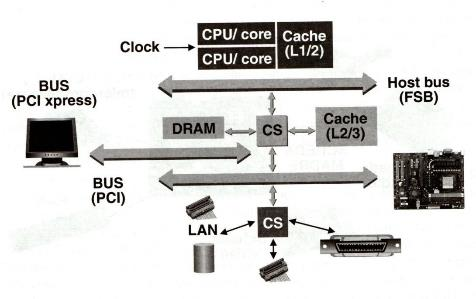 CPU/ core
Cache
(L1/2)
Clock
CPU/ core
BUS
(PCI xpress)
Host bus
(FSB)
DRAM
CS
Cache
(L2/3)
BUS
(PCI)
LAN
CS